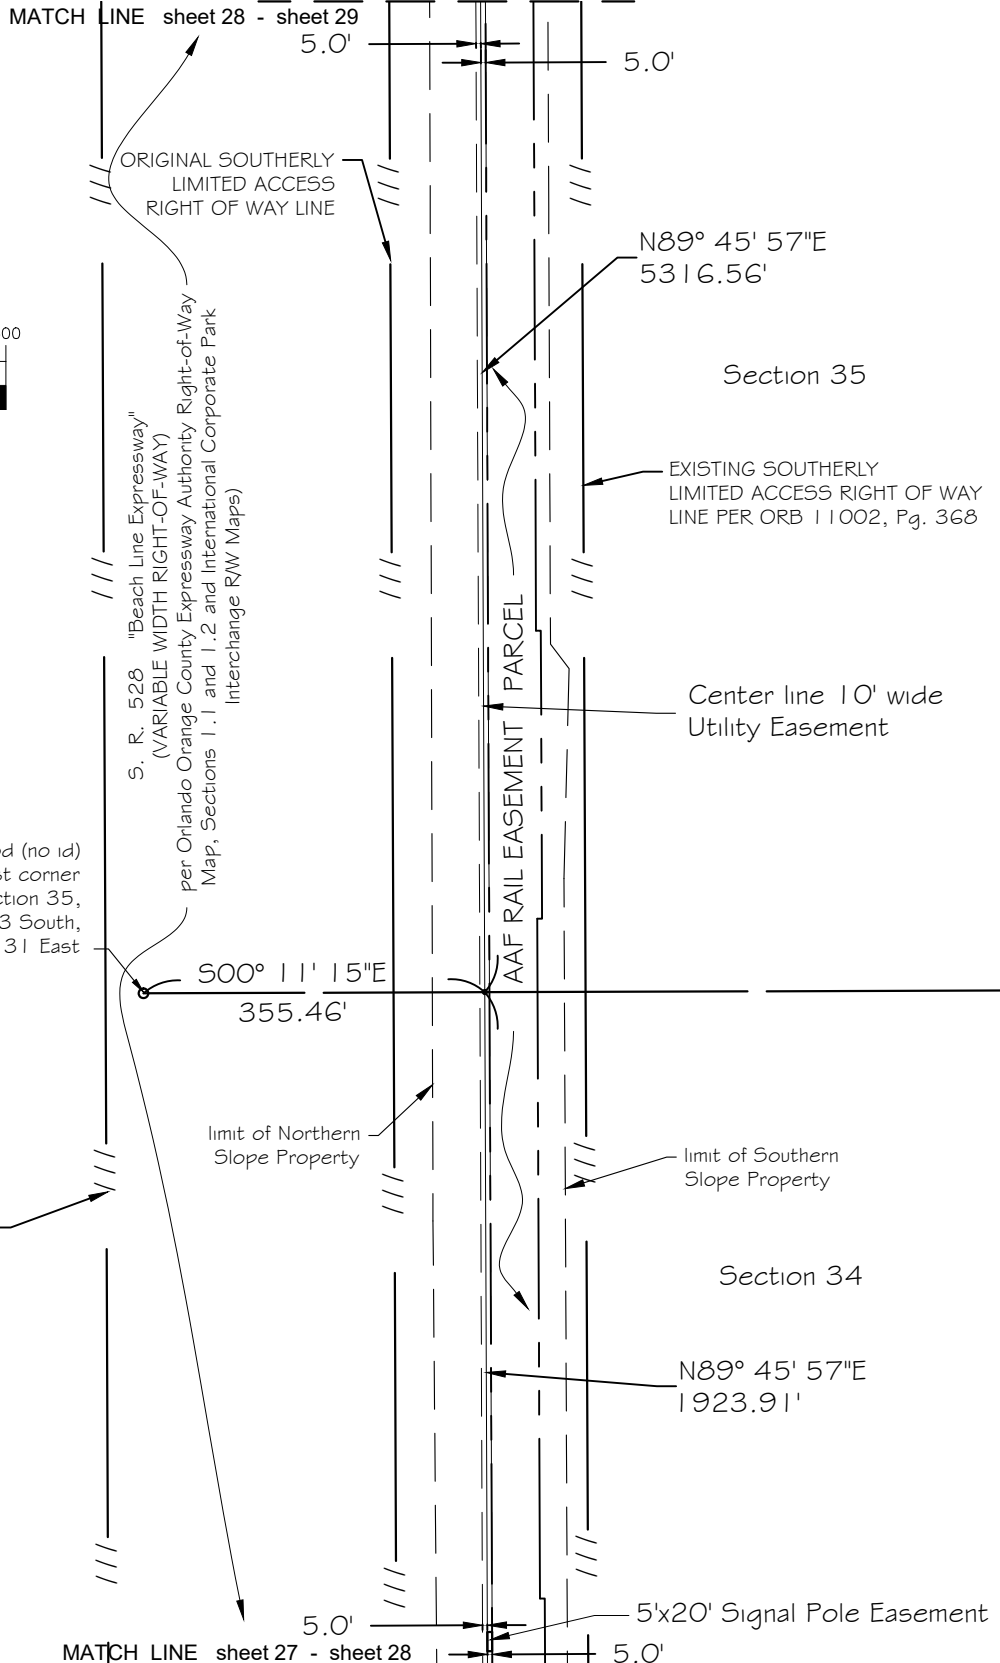 MATCH LINE sheet 28 - sheet 29
5.0'
5.0'
ORIGINAL SOUTHERLY
LIMITED ACCESS
RIGHT OF WAY LINE
N89° 45' 57"E
5316.56'
00
Section 35
S. R. 528 "Beach Line Expressway"
(VARIABLE WIDTH RIGHT-OF-WAY)
per Orlando Orange County Expressway Authority Right-of-Way
Map, Sections 1.1 and 1.2 and International Corporate Park
Interchange R/W Maps)
EXISTING SOUTHERLY
LIMITED ACCESS RIGHT OF WAY
LINE PER ORB 11002, Pg. 368
AAF RAIL EASEMENT PARCEL
Center line 10' wide
Utility Easement
d (no id)
st corner
ction 35,
3 South,
31 East
S00° 11' 15"E
355.46'
limit of Northern
Slope Property
limit of Southern
Slope Property
Section 34
N89° 45' 57"E
1923.91'
5'x20' Signal Pole Easement
5.0'
MATCH LINE sheet 27 - sheet 28
5.0'